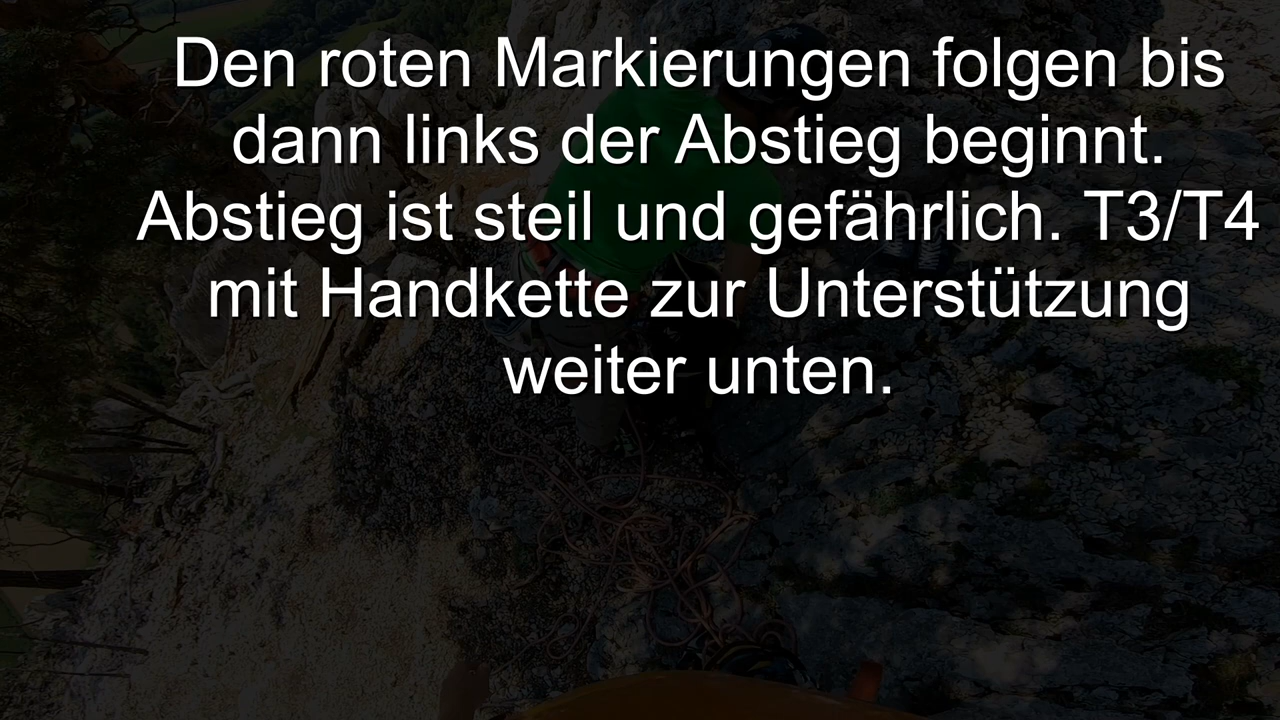 Den roten Markierungen folgen bis
dann links der Abstieg beginnt.
Abstieg ist steil und gefährlich. T3/T4
mit Handkette zur Unterstützung
weiter unten.